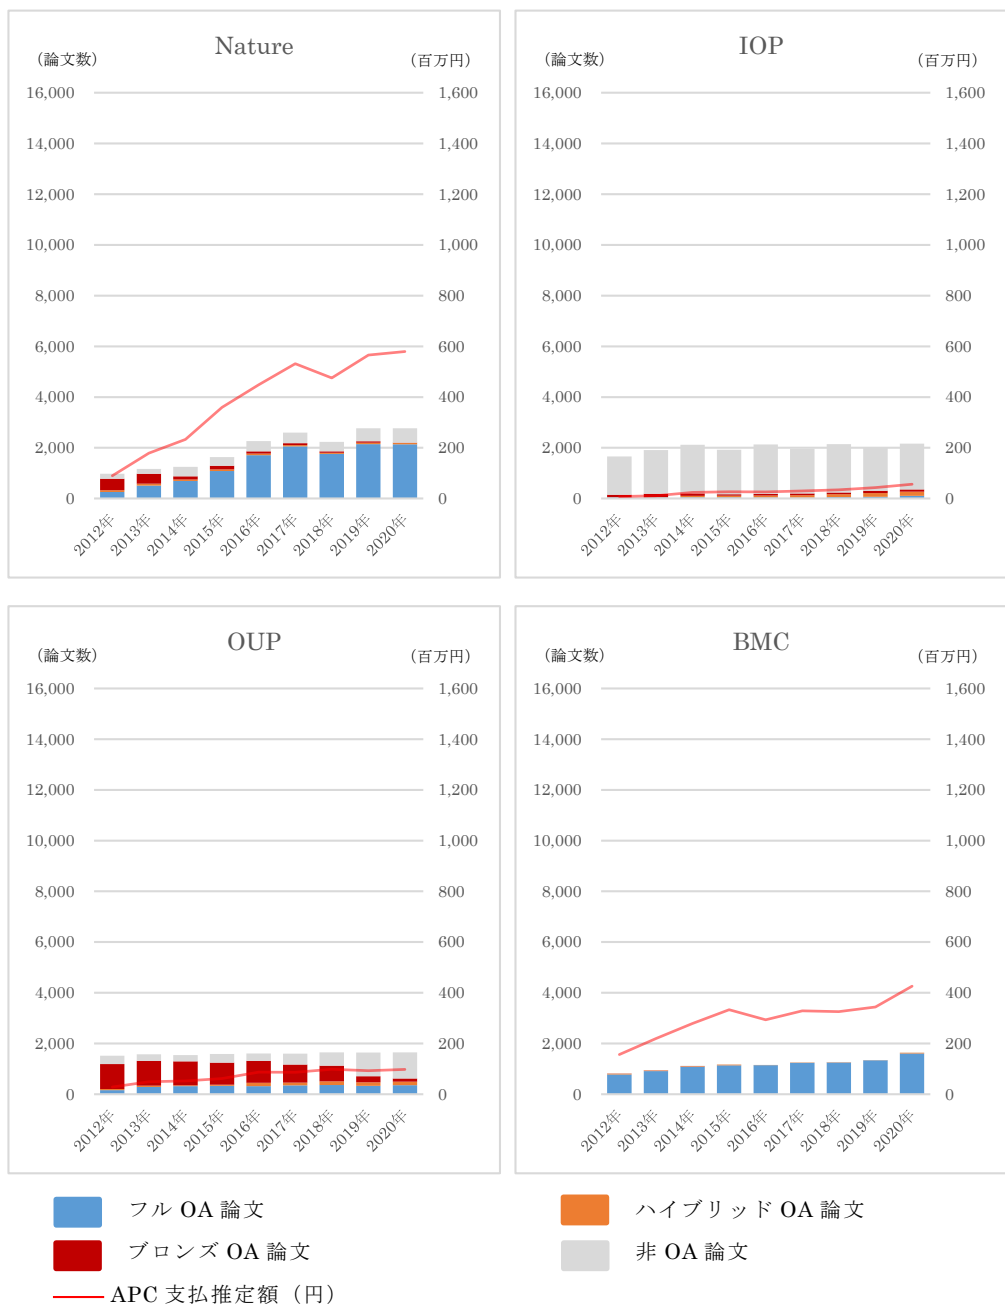 Nature
（論文数）
（百万円）
16,000
1,600
14,000
1,400
12,000
1,200
10,000
1,000
8,000
800
6,000
600
4,000
400
2,000
200
0
0
2012年
2013年
2014年
2015年
2016年
2017年
2018年
2019年
2020年
IOP
（論文数）
（百万円）
16,000
1,600
14,000
1,400
12,000
1,200
10,000
1,000
8,000
800
6,000
600
4,000
400
2,000
200
0
0
2012年
2013年
2014年
2015年
2016年
2017年
2018年
2019年
2020年
OUP
（論文数）
（百万円）
16,000
1,600
14,000
1,400
12,000
1,200
10,000
1,000
8,000
800
6,000
600
4,000
400
2,000
200
0
0
2012年
2013年
2014年
2015年
2016年
2017年
2018年
2019年
2020年
BMC
（論文数）
（百万円）
16,000
1,600
14,000
1,400
12,000
1,200
10,000
1,000
8,000
800
6,000
600
4,000
400
2,000
200
0
0
2012年
2013年
2014年
2015年
2016年
2017年
2018年
2019年
2020年
フル OA 論文
ハイブリッド OA 論文
ブロンズ OA 論文
非 OA 論文
APC 支払推定額（円）